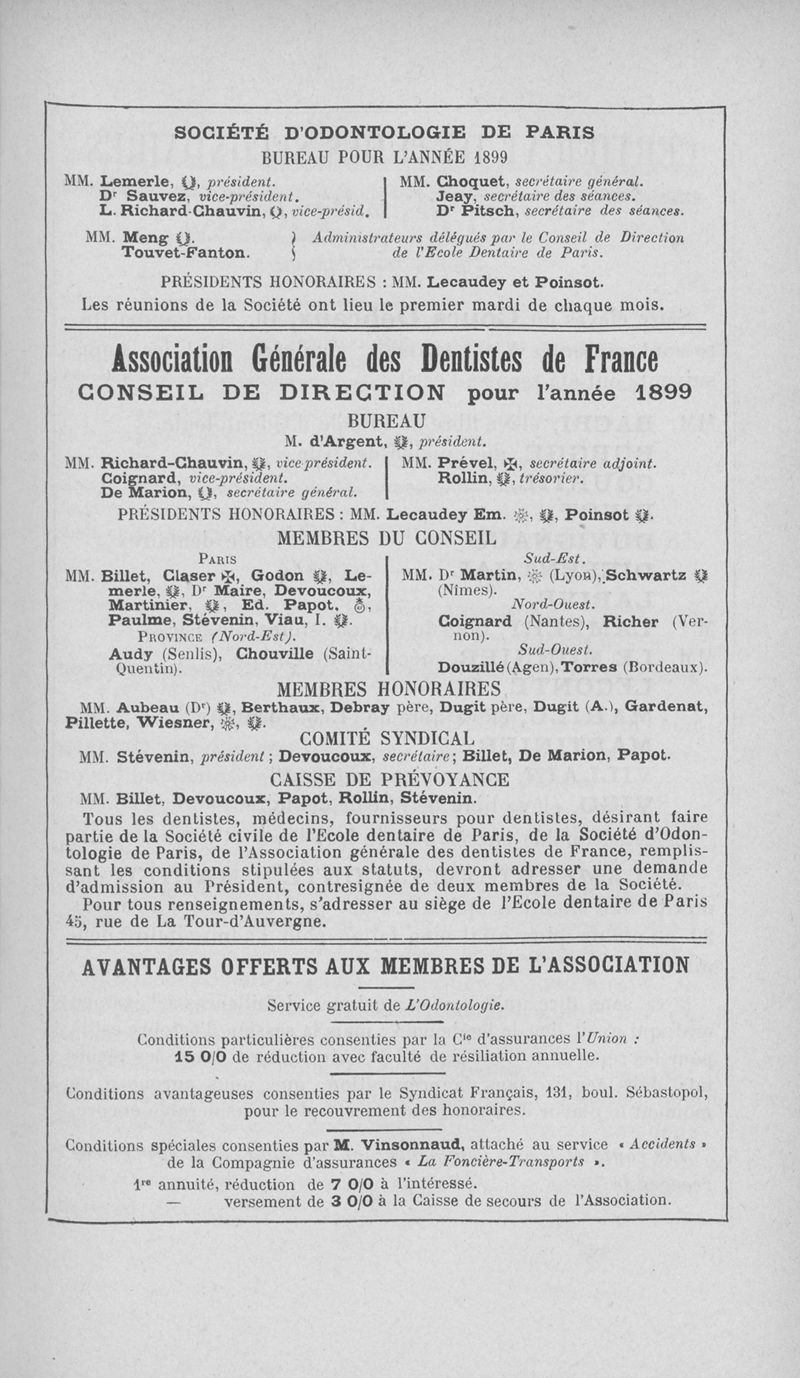 SOCIÉTÉ D'ODONTOLOGIE DE PARIS
BUREAU POUR L'ANNÉE 1899
MM. Lemerle, président.
Dr Sauvez, vice-président.
L. Richard-Chauvin, vice-présid.
MM. Choquet, secrétaire général.
Jeay, secrétaire des séances.
Dr Pitsch, secrétaire des séances.
MM. Meng
Touvet-Fanton.
Administrateurs délégués par le Conseil de Direction
de l'Ecole Dentaire de Paris.
PRÉSIDENTS HONORAIRES : MM. Lecaudey et Poinsot.
Les réunions de la Société ont lieu le premier mardi de chaque mois.
Association Générale des Dentistes de France
CONSEIL DE DIRECTION pour l'année 1899
BUREAU
M. d'Argent, président.
MM. Richard-Chauvin, vice président.
Coignard, vice-président.
De Marion, secrétaire général.
MM. Prével, secrétaire adjoint.
Rollin, trésorier.
PRÉSIDENTS HONORAIRES : MM. Lecaudey Em. Poinsot
MEMBRES DU CONSEIL
PARIS
MM. Billet, Claser, Godon, Le-
merle, Dr Maire, Devoucoux,
Martinier, Ed. Papot,
Paulme, Stévenin, Viau, I.
PROVINCE (Nord-Est).
Audy (Senlis), Chouville (Saint-
Quentin).
Sud-Est.
MM. Dr Martin, (Lyon), Schwartz
(Nîmes).
Nord-Ouest.
Coignard (Nantes), Richer (Ver-
non).
Sud-Ouest.
Douzillé (Agen), Torres (Bordeaux).
MEMBRES HONORAIRES
MM. Aubeau (Dr), Berthaux, Debray père, Dugit père, Dugit (A.), Gardenat,
Pillette, Wiesner,
COMITÉ SYNDICAL
MM. Stévenin, président ; Devoucoux, secrétaire ; Billet, De Marion, Papot.
CAISSE DE PRÉVOYANCE
MM. Billet, Devoucoux, Papot, Rollin, Stévenin.
Tous les dentistes, médecins, fournisseurs pour dentistes, désirant faire
partie de la Société civile de l'Ecole dentaire de Paris, de la Société d'Odon-
tologie de Paris, de l'Association générale des dentistes de France, remplis-
sant les conditions stipulées aux statuts, devront adresser une demande
d'admission au Président, contresignée de deux membres de la Société.
Pour tous renseignements, s'adresser au siège de l'Ecole dentaire de Paris
45, rue de La Tour-d'Auvergne.
AVANTAGES OFFERTS AUX MEMBRES DE L'ASSOCIATION
Service gratuit de L'Odontologie.
Conditions particulières consenties par la Cie d'assurances l'Union :
15 0/0 de réduction avec faculté de résiliation annuelle.
Conditions avantageuses consenties par le Syndicat Français, 131, boul. Sébastopol,
pour le recouvrement des honoraires.
Conditions spéciales consenties par M. Vinsonnaud, attaché au service « Accidents »
de la Compagnie d'assurances « La Foncière-Transports ».
1re annuité, réduction de 7 0/0 à l'intéressé.
— versement de 3 0/0 à la Caisse de secours de l'Association.